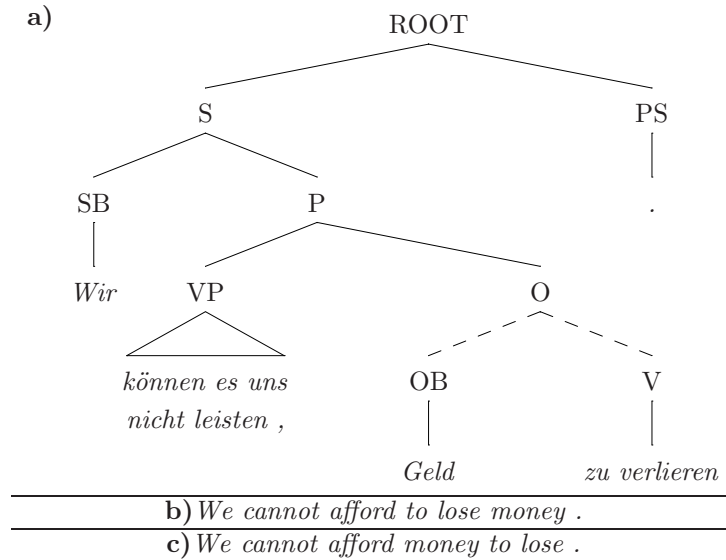 a)
ROOT
S PS
SB P .
Wir VP O
können es uns
nicht leisten ,
OB V
Geld zu verlieren
b) We cannot afford to lose money .
c) We cannot afford money to lose .